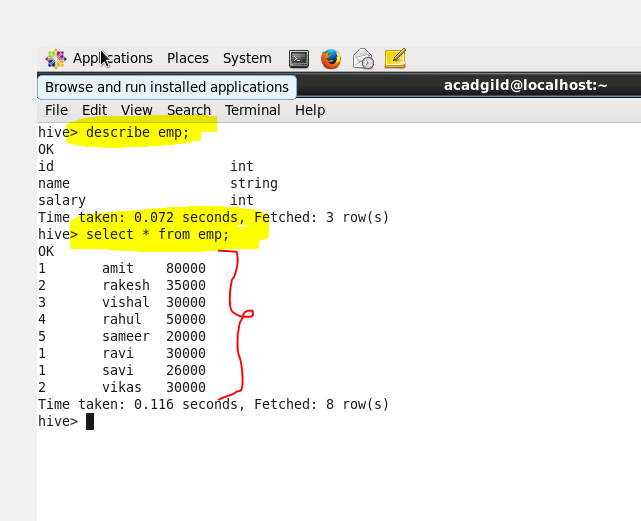 Applications Places System
Browse and run installed applications
acadgild@localhost:~
File Edit View Search Terminal Help
hive> describe emp;
OK
id int
name string
salary int
Time taken: 0.072 seconds, Fetched: 3 row(s)
hive> select * from emp;
OK
1 amit 80000
2 rakesh 35000
3 vishal 30000
4 rahul 50000
5 sameer 20000
1 ravi 30000
1 savi 26000
2 vikas 30000
Time taken: 0.116 seconds, Fetched: 8 row(s)
hive>